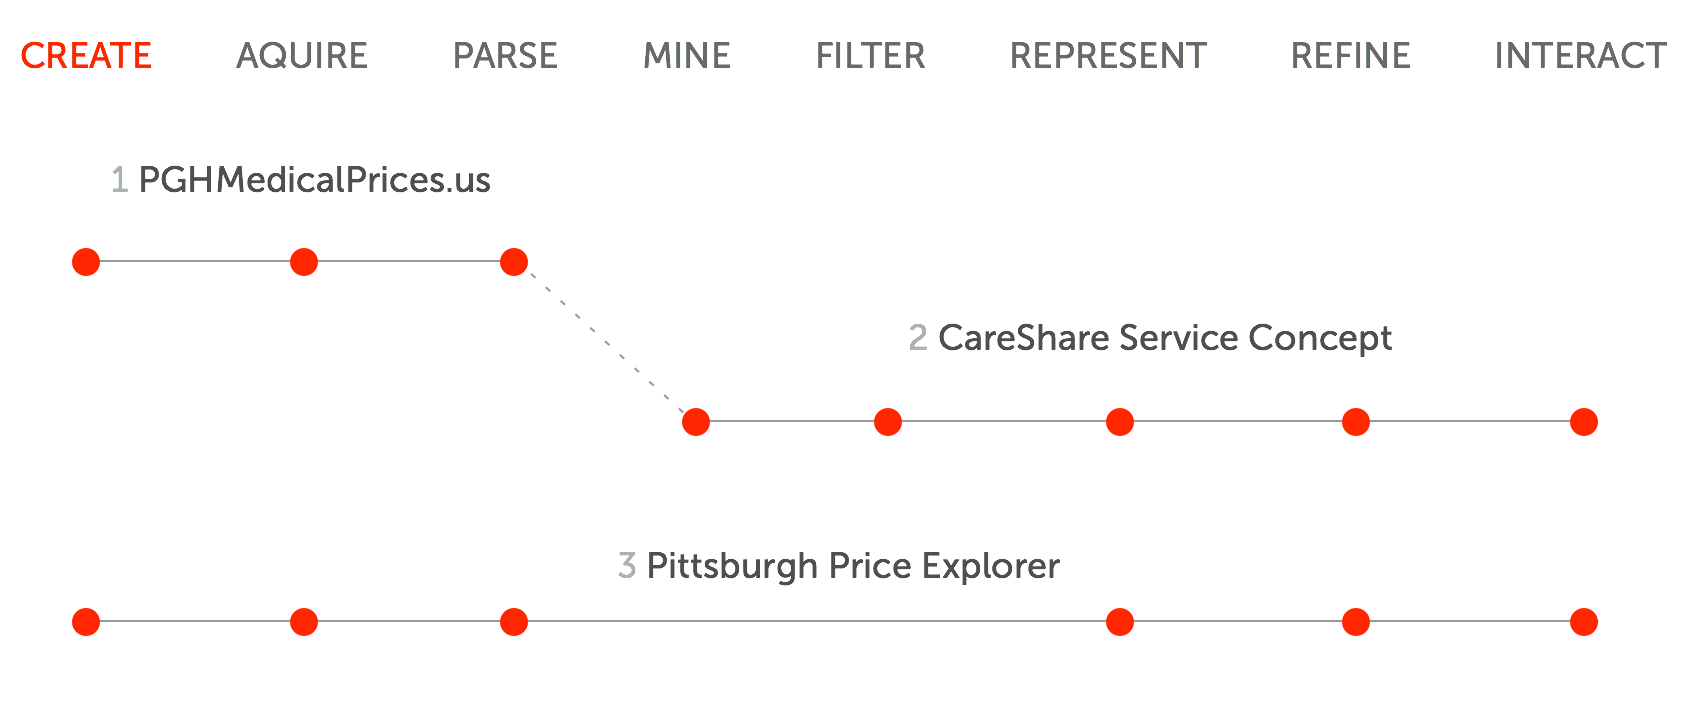 CREATE AQUIRE PARSE MINE FILTER REPRESENT REFINE INTERACT
1 PGHMedicalPrices.us
2 CareShare Service Concept
3 Pittsburgh Price Explorer